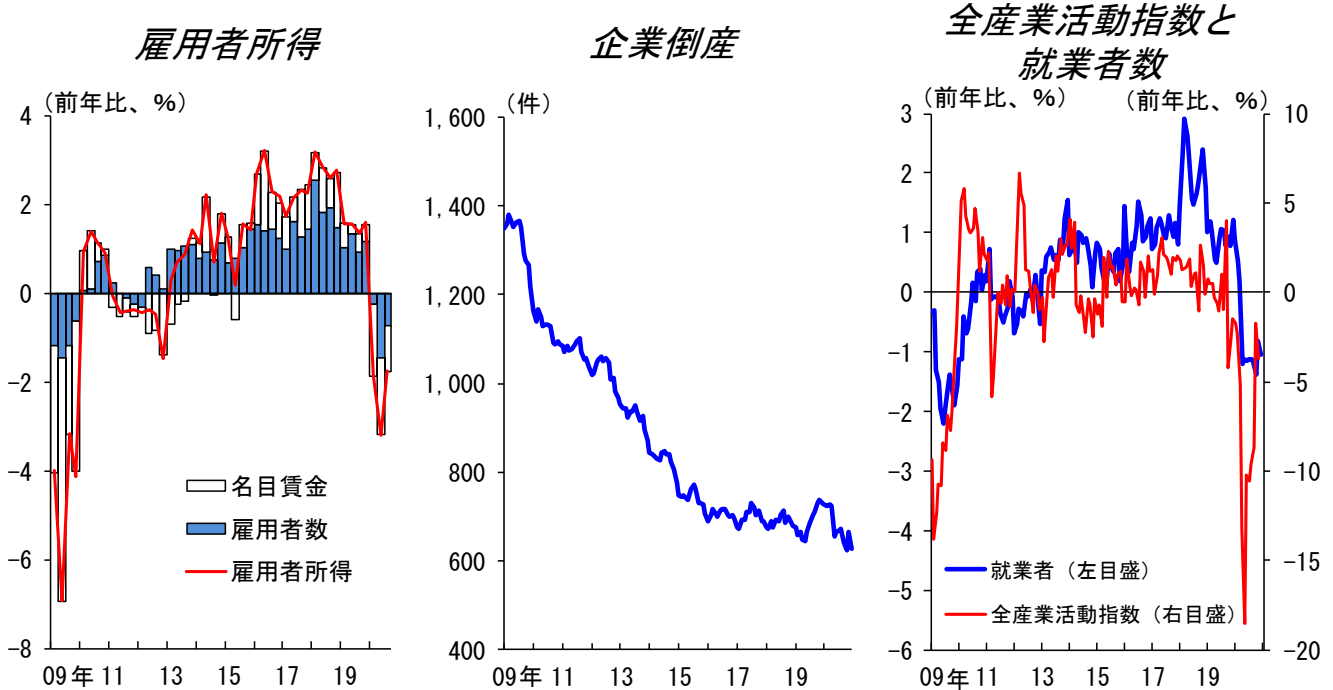 雇用者所得
(前年比、%)
4
2
0
-2
-4
-6
-8
名目賃金
雇用者数
雇用者所得
09年 11 13 15 17 19
企業倒産
(件)
1,600
1,400
1,200
1,000
800
600
400
09年 11 13 15 17 19
全産業活動指数と
就業者数
(前年比、%) (前年比、%)
3 10
2
1 5
0 0
-1
-2 -5
-3
-4 -10
-5 -15
-6 -20
就業者（左目盛）
全産業活動指数（右目盛）
09年 11 13 15 17 19